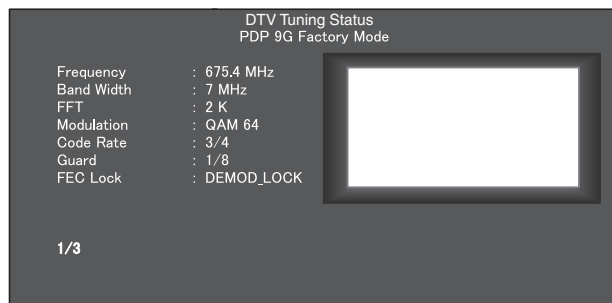 DTV Tuning Status
PDP 9G Factory Mode
Frequency : 675.4 MHz
Band Width : 7 MHz
FFT : 2 K
Modulation : QAM 64
Code Rate : 3/4
Guard : 1/8
FEC Lock : DEMOD_LOCK
1/3